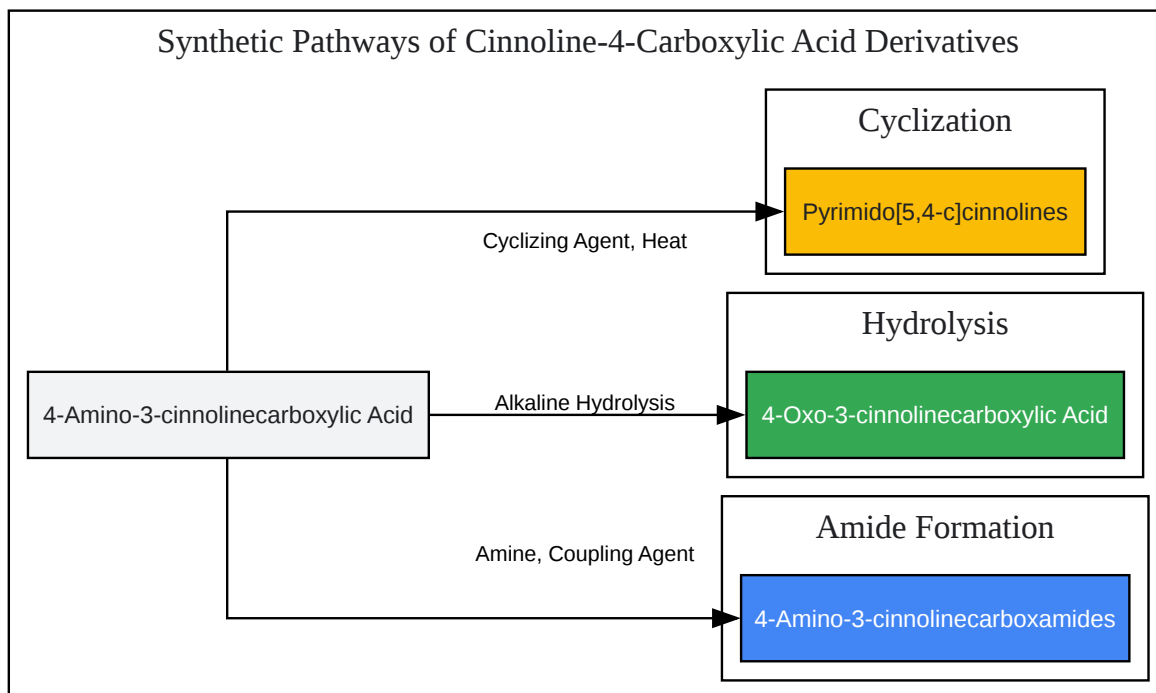 Synthetic Pathways of Cinnoline-4-Carboxylic Acid Derivatives
Cyclization
Pyrimido[5,4-c]cinnolines
Cyclizing Agent, Heat
Hydrolysis
4-Amino-3-cinnolinecarboxylic Acid
Alkaline Hydrolysis
4-Oxo-3-cinnolinecarboxylic Acid
Amide Formation
Amine, Coupling Agent
4-Amino-3-cinnolinecarboxamides